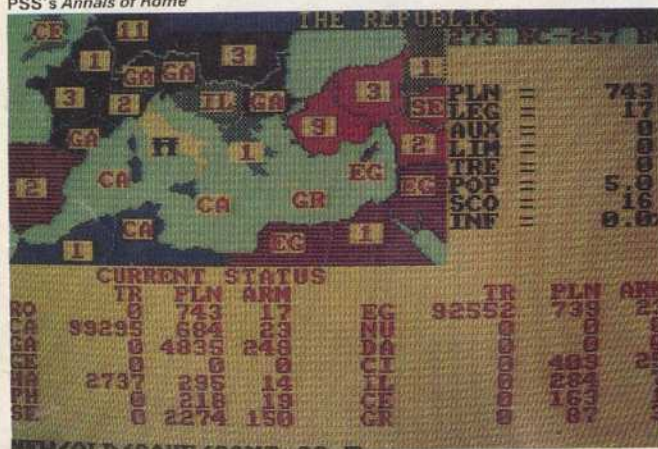 PSS's Annals of Rome
THE REPUBLIC
273 BC-257
CE 11
1 GA GA 3 1
3 2 IL GA 3 SE
GA 1 9 2
2 CA EG EG
CA GR
CA EG 1
1
PLN = 743
LEG = 17
AUX = 0
LIM = 0
TRE = 0
POP = 5.0
SCO = 16
INF = 0.0
CURRENT STATUS
TR PLN ARM TR PLN
RO 0 743 17 EG 92552 739
CA 99295 684 23 NU 0 0
GA 0 4835 248 DA 0 0
GE 0 0 0 CI 0
MA 2737 295 14 IL 0 284
PH 0 218 19 CE 0 163
SE 0 2274 150 GR 0 87